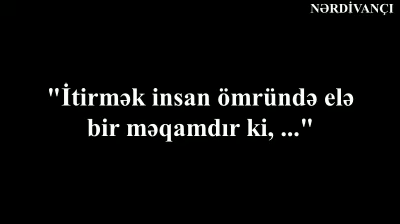 NƏRDİVANÇI
"İtirmək insan ömründə elə
bir məqamdır ki, ..."